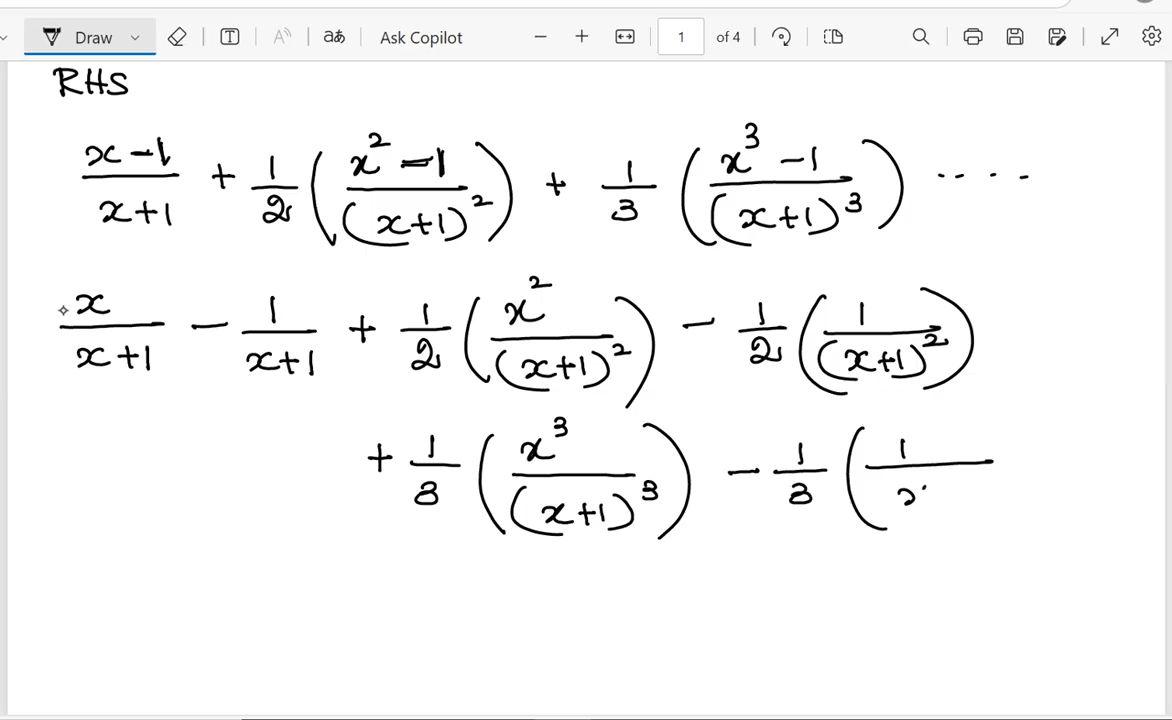 Draw aあ Ask Copilot 1 of 4
RHS
x-1/x+1 + 1/2 (x² -1/(x+1)²) + 1/3 (x³ -1/(x+1)³) ....
x/x+1 - 1/x+1 + 1/2 (x²/(x+1)²) - 1/2 (1/(x+1)²)
+ 1/3 (x³/(x+1)³) - 1/3 (1/